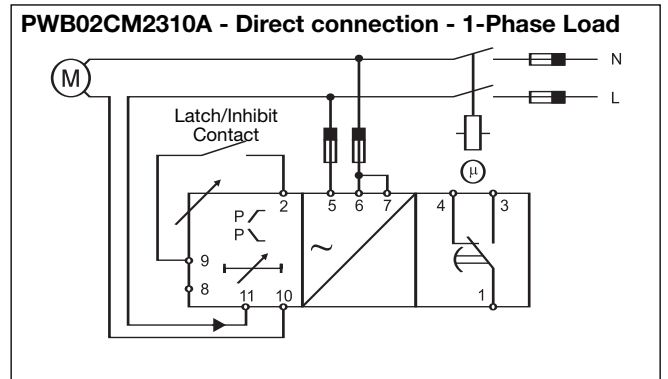 PWB02CM2310A - Direct connection - 1-Phase Load
N
M
L
Latch/Inhibit
Contact
μ
2 5 6 7 4 3
P
P
~
9
8
11 10 1